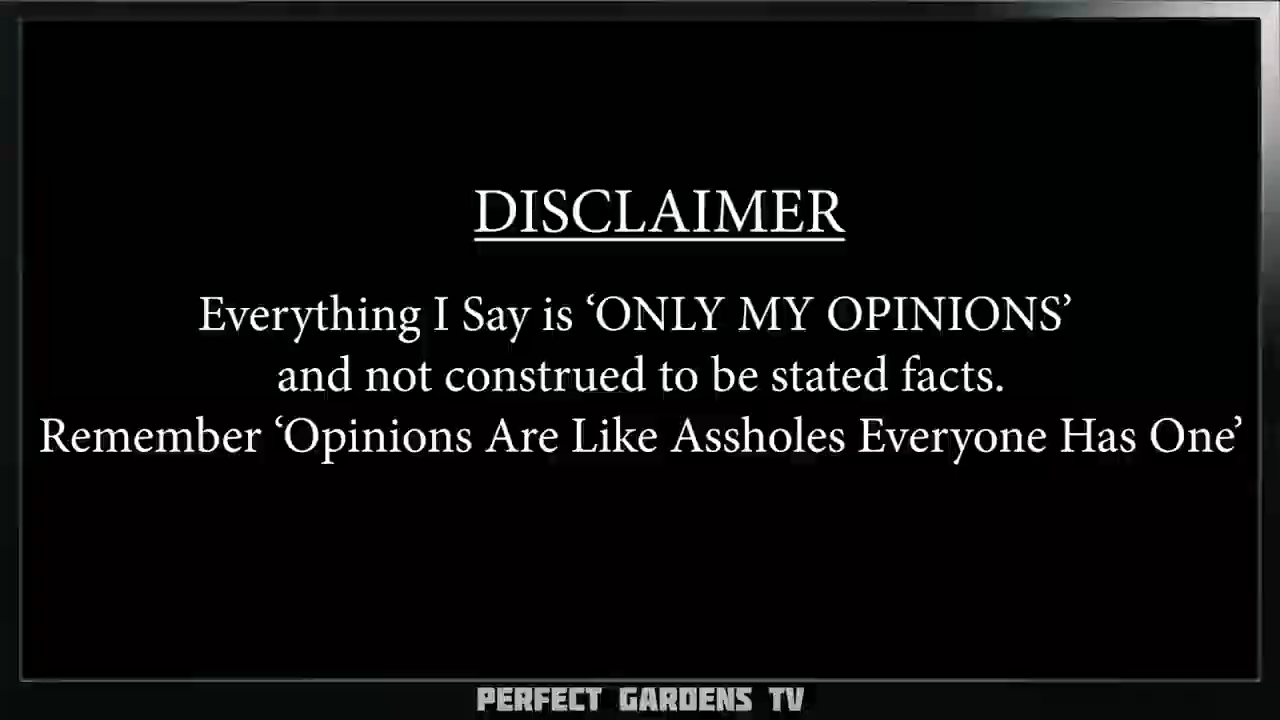 DISCLAIMER
Everything I Say is ‘ONLY MY OPINIONS’
and not construed to be stated facts.
Remember ‘Opinions Are Like Assholes Everyone Has One’
PERFECT GARDENS TV